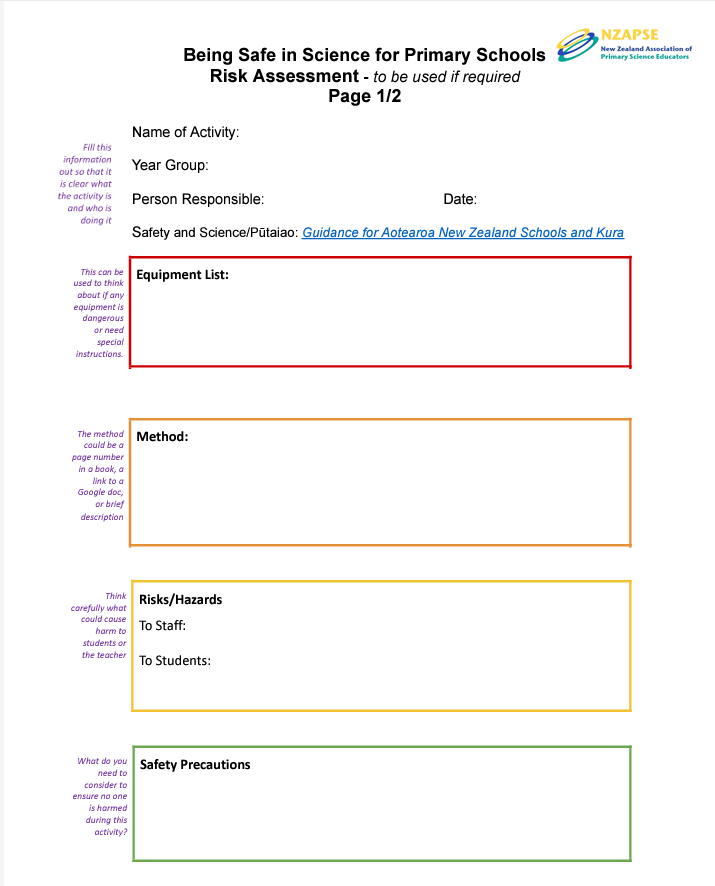 NZAPSE
New Zealand Association of
Primary Science Educators
Being Safe in Science for Primary Schools
Risk Assessment - to be used if required
Page 1/2
Fill this
information
out so that it
is clear what
the activity is
and who is
doing it
Name of Activity:
Year Group:
Person Responsible: Date:
Safety and Science/Pūtaiao: Guidance for Aotearoa New Zealand Schools and Kura
This can be
used to think
about if any
equipment is
dangerous
or need
special
instructions.
Equipment List:
The method
could be a
page number
in a book, a
link to a
Google doc,
or brief
description
Method:
Think
carefully what
could cause
harm to
students or
the teacher
Risks/Hazards
To Staff:
To Students:
What do you
need to
consider to
ensure no one
is harmed
during this
activity?
Safety Precautions